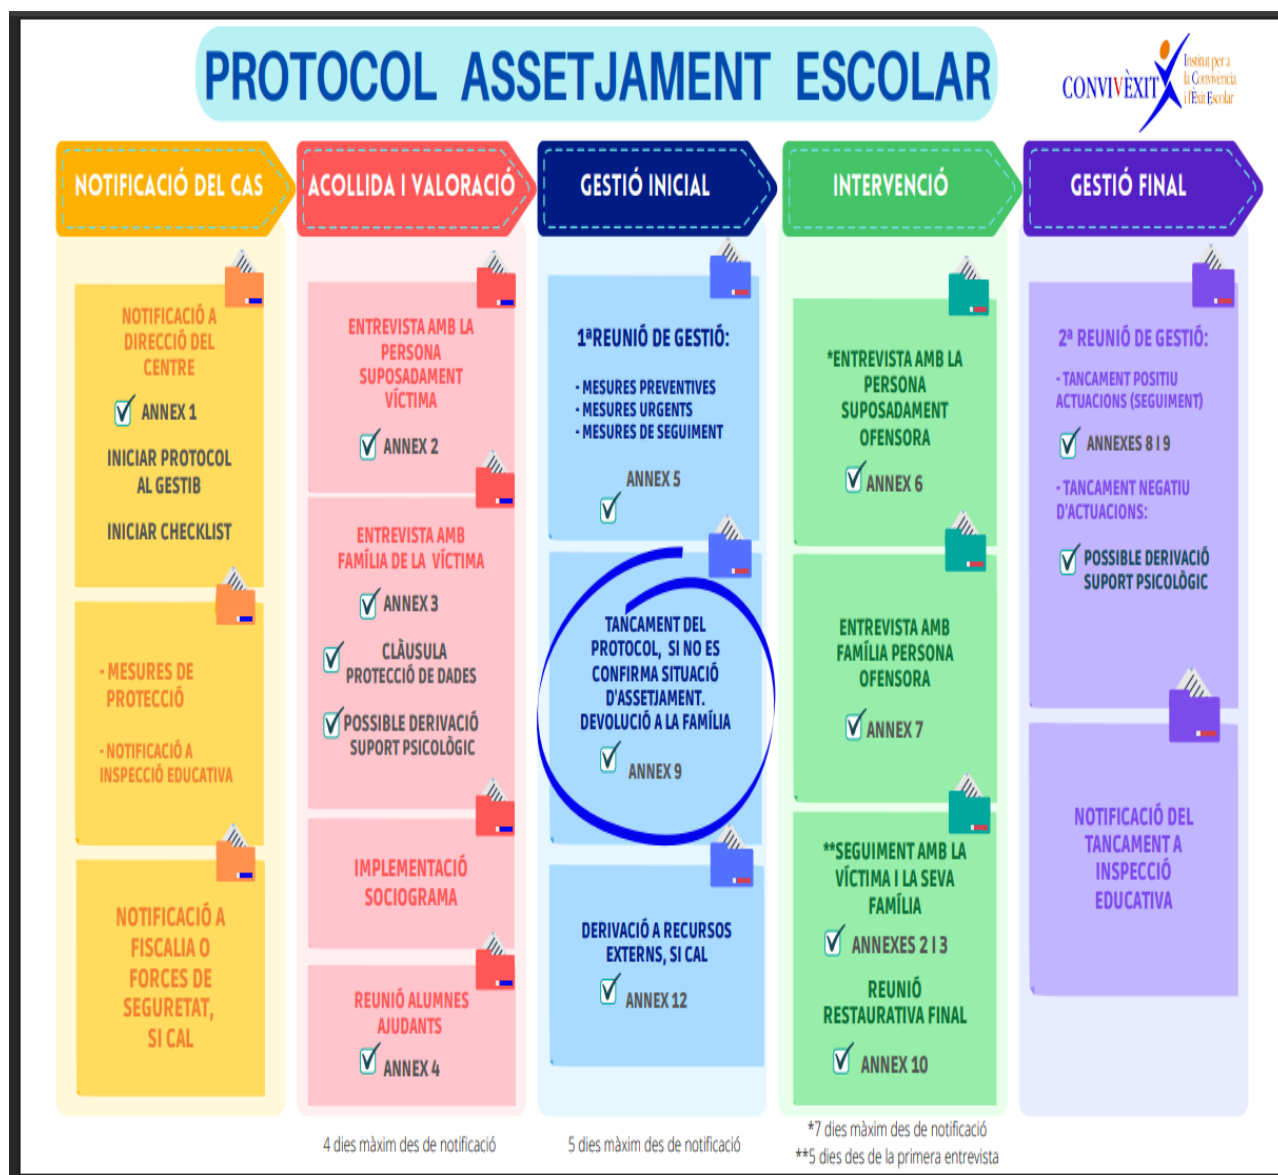 PROTOCOL ASSETJAMENT ESCOLAR
CONVIVÈXIT
Institut per a
la Convivència
i l'Èxit Escolar
NOTIFICACIÓ DEL CAS
NOTIFICACIÓ A
DIRECCIÓ DEL
CENTRE
ANNEX 1
INICIAR PROTOCOL
AL GESTIB
INICIAR CHECKLIST
- MESURES DE
PROTECCIÓ
- NOTIFICACIÓ A
INSPECCIÓ EDUCATIVA
NOTIFICACIÓ A
FISCALIA O
FORCES DE
SEGURETAT,
SI CAL
ACOLLIDA I VALORACIÓ
ENTREVISTA AMB LA
PERSONA
SUPOSADAMENT
VÍCTIMA
ANNEX 2
ENTREVISTA AMB
FAMÍLIA DE LA VÍCTIMA
ANNEX 3
CLÀUSULA
PROTECCIÓ DE DADES
POSSIBLE DERIVACIÓ
SUPORT PSICOLÒGIC
IMPLEMENTACIÓ
SOCIOGRAMA
REUNIÓ ALUMNES
AJUDANTS
ANNEX 4
4 dies màxim des de notificació
GESTIÓ INICIAL
1ªREUNIÓ DE GESTIÓ:
- MESURES PREVENTIVES
- MESURES URGENTS
- MESURES DE SEGUIMENT
ANNEX 5
TANCAMENT DEL
PROTOCOL, SI NO ES
CONFIRMA SITUACIÓ
D'ASSETJAMENT.
DEVOLUCIÓ A LA FAMÍLIA
ANNEX 9
DERIVACIÓ A RECURSOS
EXTERNS, SI CAL
ANNEX 12
5 dies màxim des de notificació
INTERVENCIÓ
*ENTREVISTA AMB LA
PERSONA
SUPOSADAMENT
OFENSORA
ANNEX 6
ENTREVISTA AMB
FAMÍLIA PERSONA
OFENSORA
ANNEX 7
**SEGUIMENT AMB LA
VÍCTIMA I LA SEVA
FAMÍLIA
ANNEXES 2 I 3
REUNIÓ
RESTAURATIVA FINAL
ANNEX 10
*7 dies màxim des de notificació
**5 dies des de la primera entrevista
GESTIÓ FINAL
2ª REUNIÓ DE GESTIÓ:
- TANCAMENT POSITIU
ACTUACIONS (SEGUIMENT)
ANNEXES 8 I 9
- TANCAMENT NEGATIU
D'ACTUACIONS:
POSSIBLE DERIVACIÓ
SUPORT PSICOLÒGIC
NOTIFICACIÓ DEL
TANCAMENT A
INSPECCIÓ
EDUCATIVA